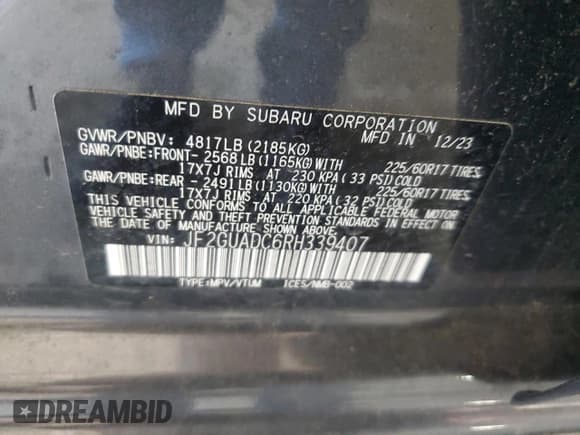 MFD BY SUBARU CORPORATION
GVWR/PNBV: 4817LB(2185KG) MFD IN 12/23
GAWR/PNBE:FRONT- 2568LB(1165KG)WITH 225/60R17 TIRES,
17X7J RIMS AT 230 KPA(33 PSI)COLD
GAWR/PNBE:REAR - 2491LB(1130KG)WITH 225/60R17 TIRES,
17X7J RIMS AT 220 KPA(32 PSI)COLD
THIS VEHICLE CONFORMS TO ALL APPLICABLE FEDERAL MOTOR
VEHICLE SAFETY AND THEFT PREVENTION STANDARDS IN EFFECT ON
THE DATE OF MANUFACTURE SHOWN ABOVE.
VIN: JF2GUADC6RH339407
TYPE:MPV/VTUM ICES/NMB-002
DREAMBID